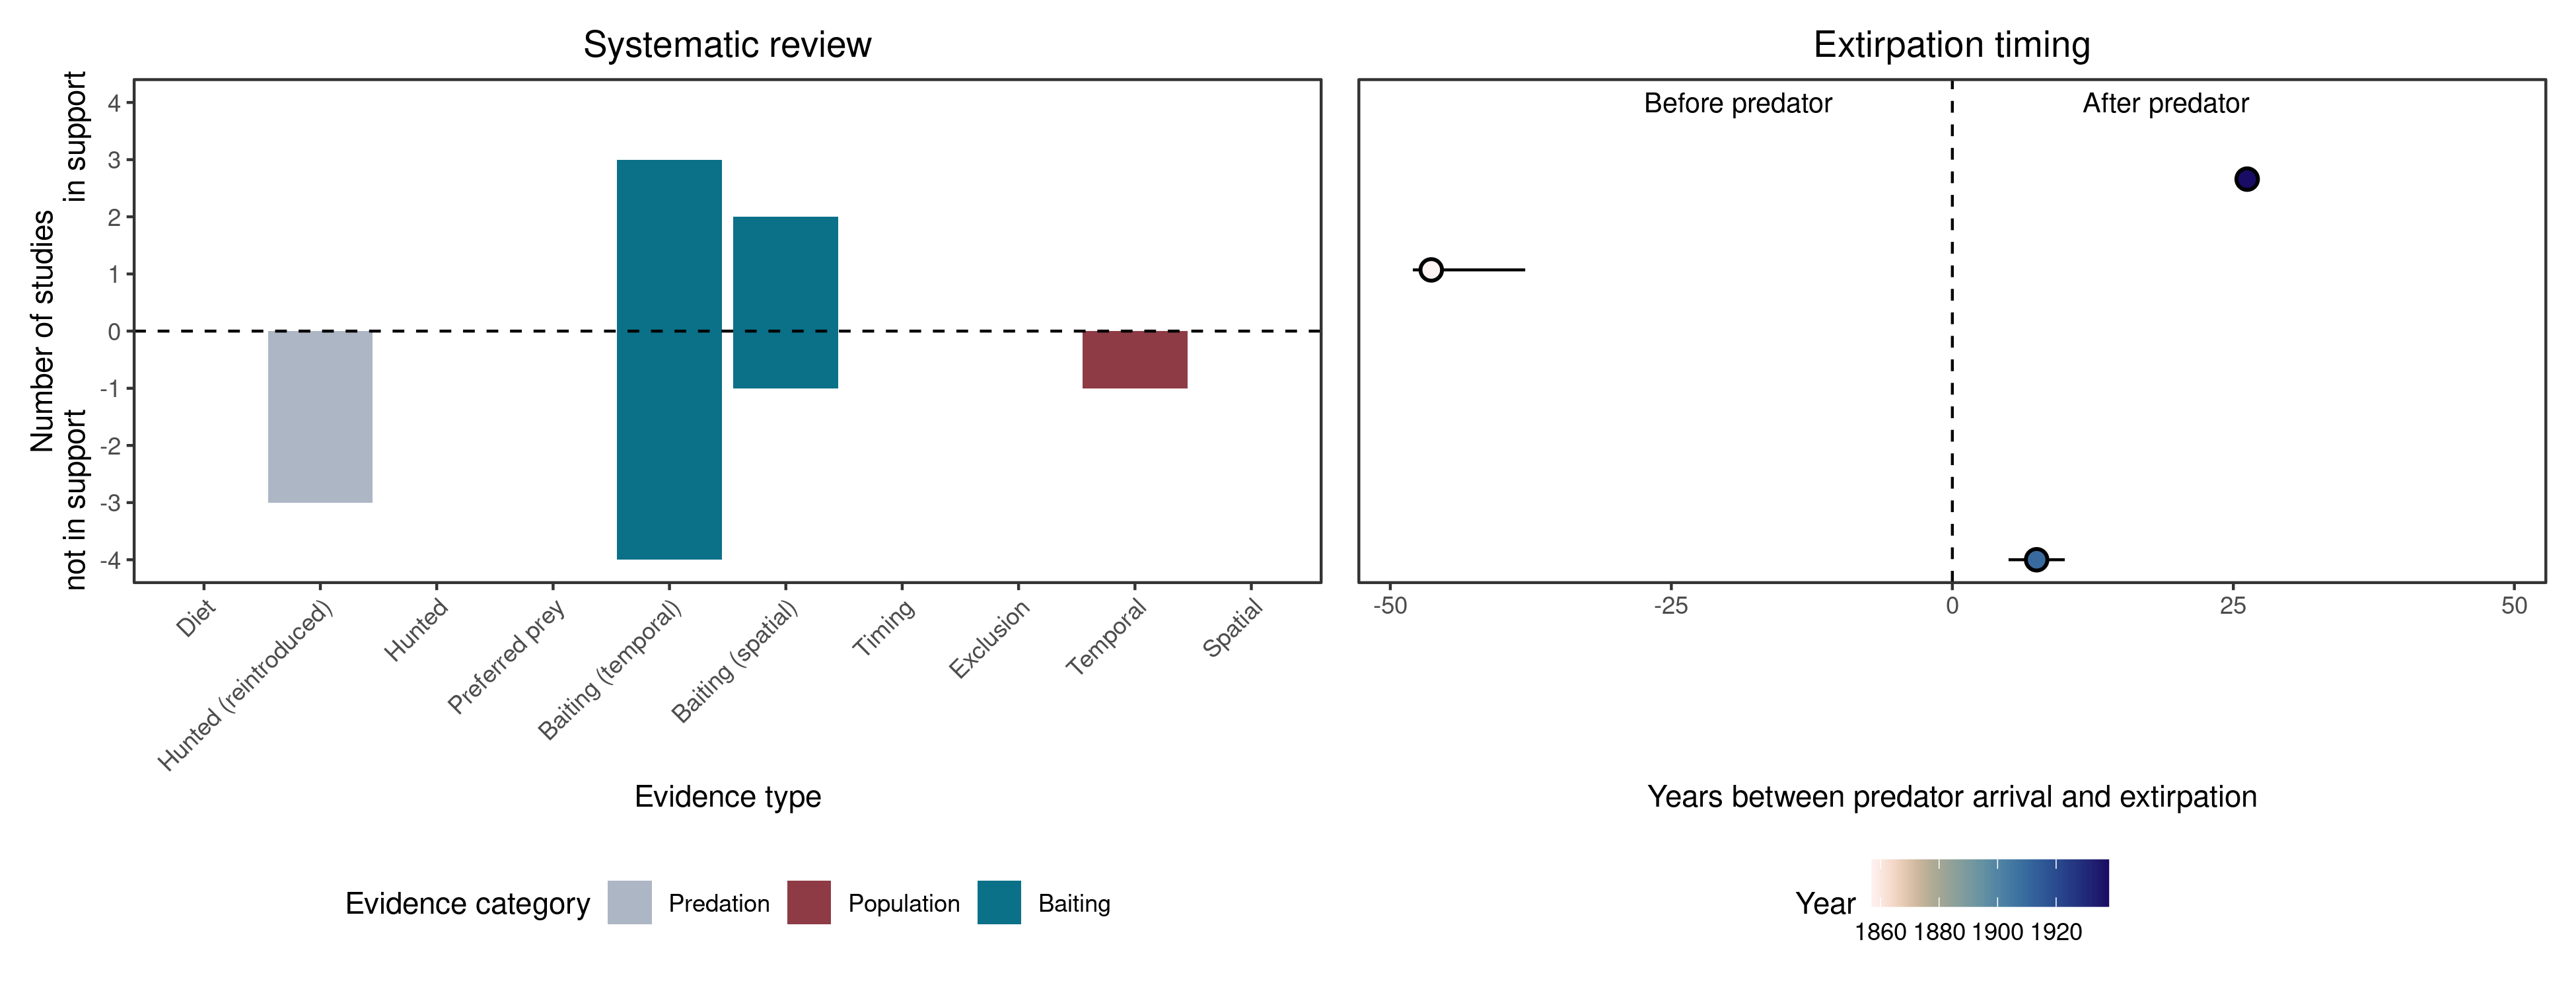 Systematic review
Number of studies
not in support
in support
4
3
2
1
0
-1
-2
-3
-4
Diet
Hunted (reintroduced)
Hunted
Preferred prey
Baiting (temporal)
Baiting (spatial)
Timing
Exclusion
Temporal
Spatial
Evidence type
Evidence category
Predation
Population
Baiting
Extirpation timing
Before predator
After predator
-50
-25
0
25
50
Years between predator arrival and extirpation
Year
1860 1880 1900 1920